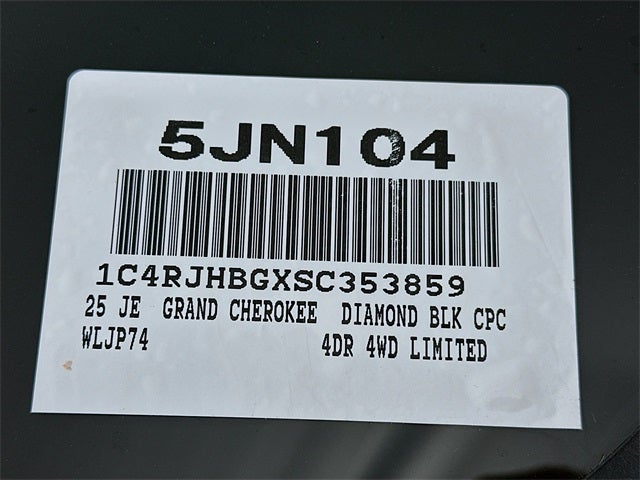 5JN104
1C4RJHBGXSC353859
25 JE GRAND CHEROKEE DIAMOND BLK CPC
WLJP74 4DR 4WD LIMITED